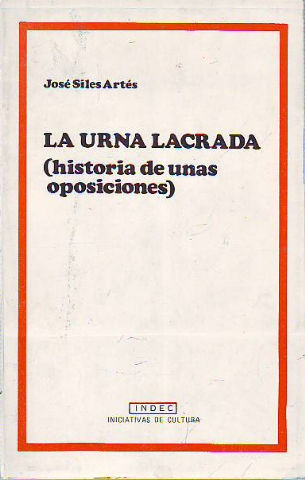 José Siles Artés
LA URNA LACRADA
(historia de unas
oposiciones)
INDEC
INICIATIVAS DE CULTURA